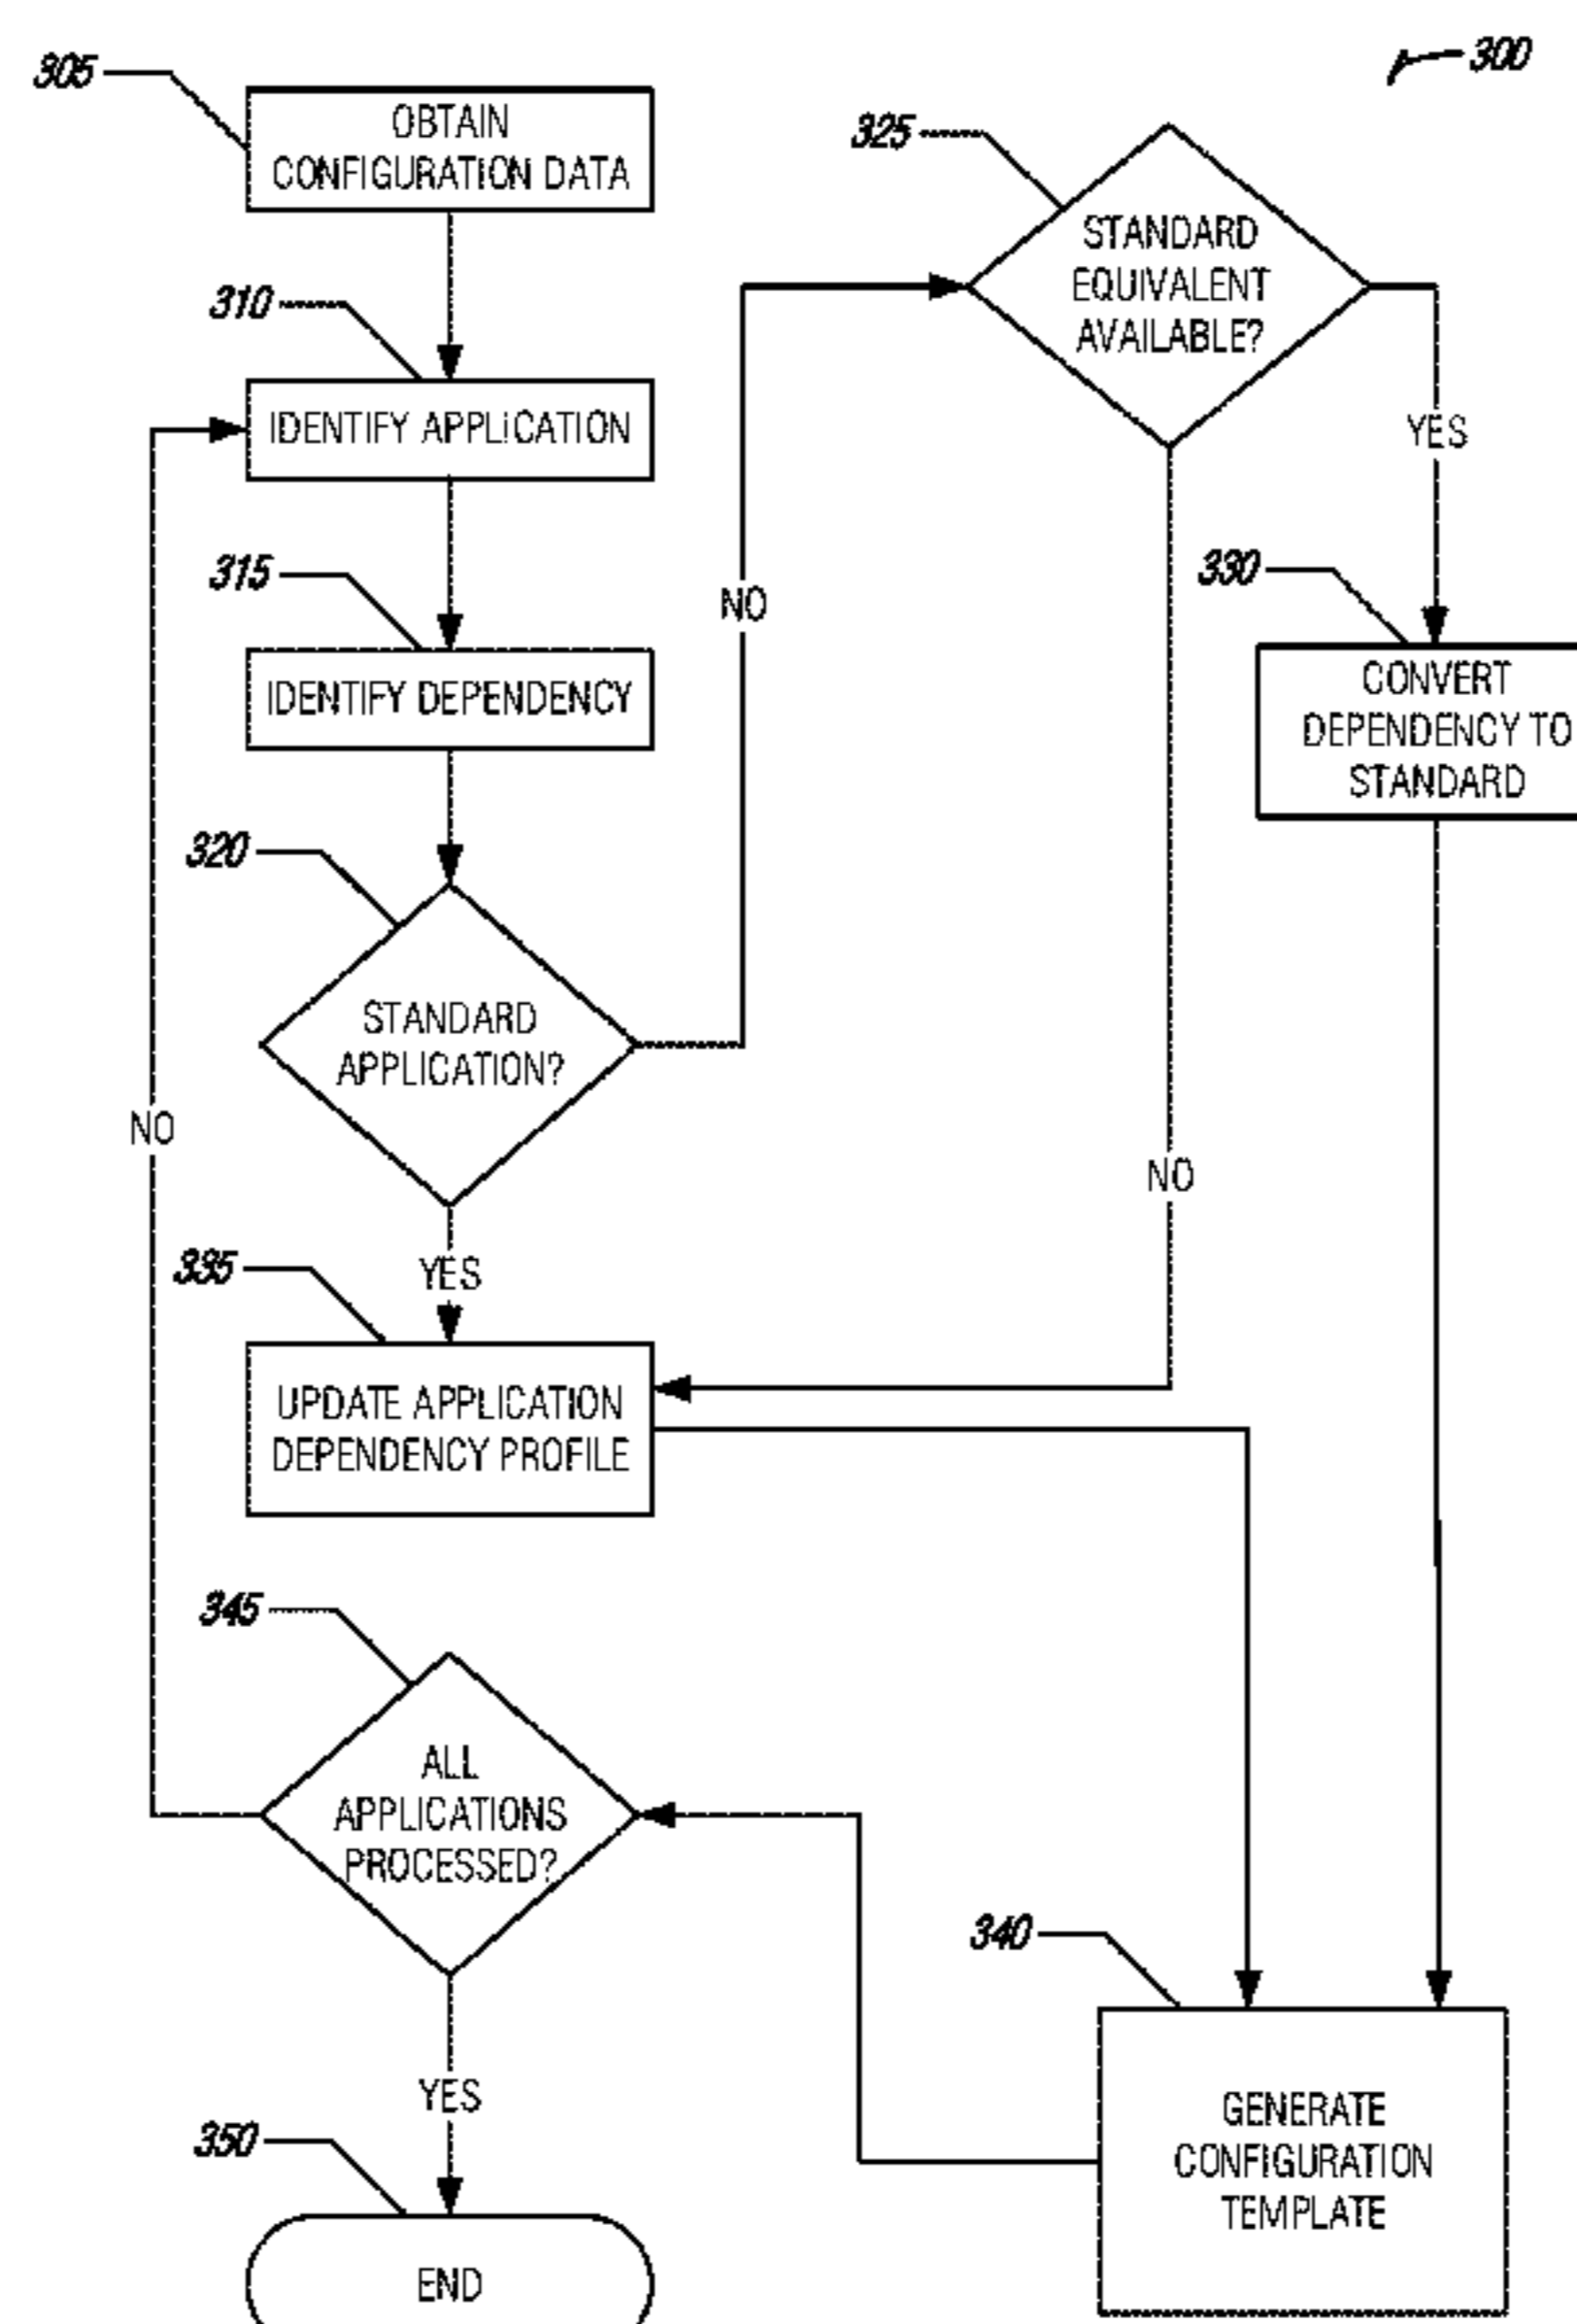 305
300
OBTAIN
CONFIGURATION DATA
325
STANDARD
EQUIVALENT
AVAILABLE?
310
IDENTIFY APPLICATION
YES
315
330
NO
IDENTIFY DEPENDENCY
CONVERT
DEPENDENCY TO
STANDARD
320
STANDARD
APPLICATION?
NO
NO
335
YES
UPDATE APPLICATION
DEPENDENCY PROFILE
345
ALL
APPLICATIONS
PROCESSED?
340
YES
GENERATE
CONFIGURATION
TEMPLATE
350
END